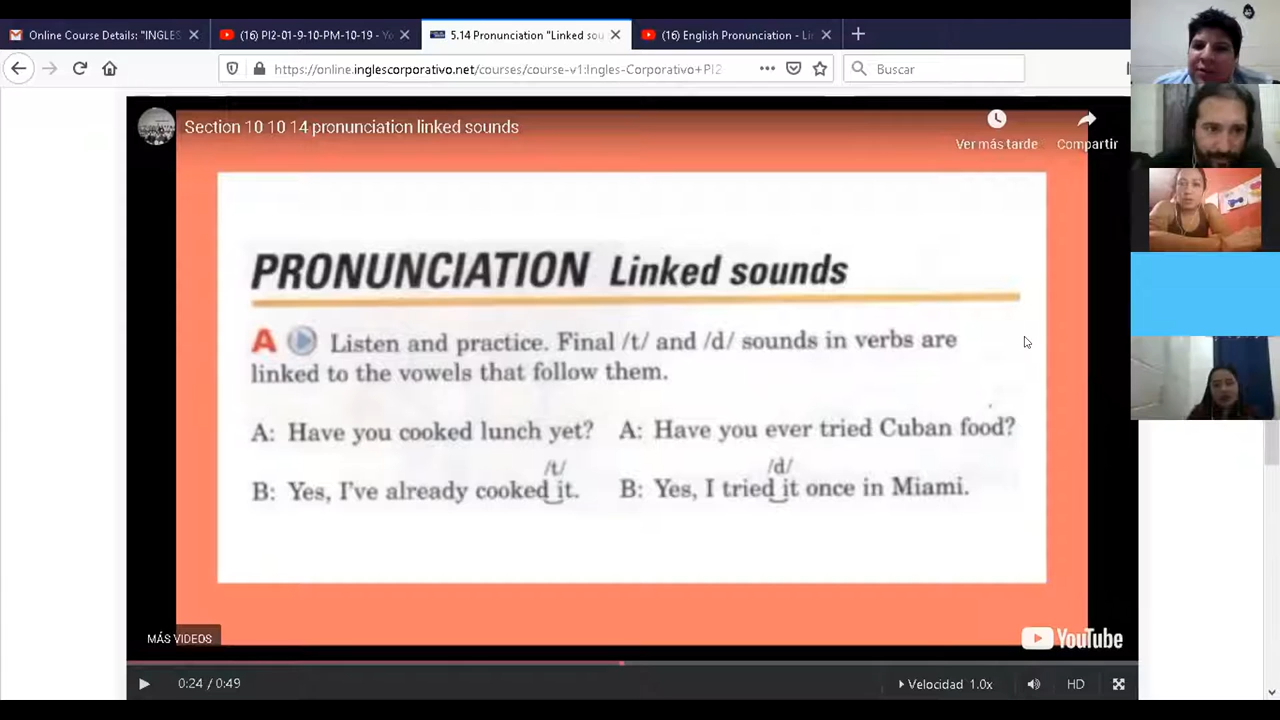 Online Course Details: "INGLES
(16) PI2-01-9-10-PM-10-19 - Yo
5.14 Pronunciation "Linked sou
(16) English Pronunciation - Li
https://online.inglescorporativo.net/courses/course-v1:Ingles-Corporativo+PI2
Buscar
Section 10 10 14 pronunciation linked sounds
Ver más tarde
Compartir
PRONUNCIATION Linked sounds
A Listen and practice. Final /t/ and /d/ sounds in verbs are
linked to the vowels that follow them.
A: Have you cooked lunch yet?
/t/
B: Yes, I've already cooked it.
A: Have you ever tried Cuban food?
/d/
B: Yes, I tried it once in Miami.
MÁS VIDEOS
YouTube
0:24 / 0:49
Velocidad 1.0x
HD